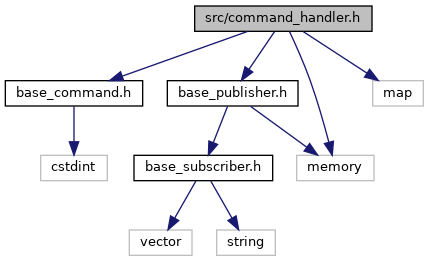 src/command_handler.h
base_command.h
base_publisher.h
map
cstdint
base_subscriber.h
memory
vector
string